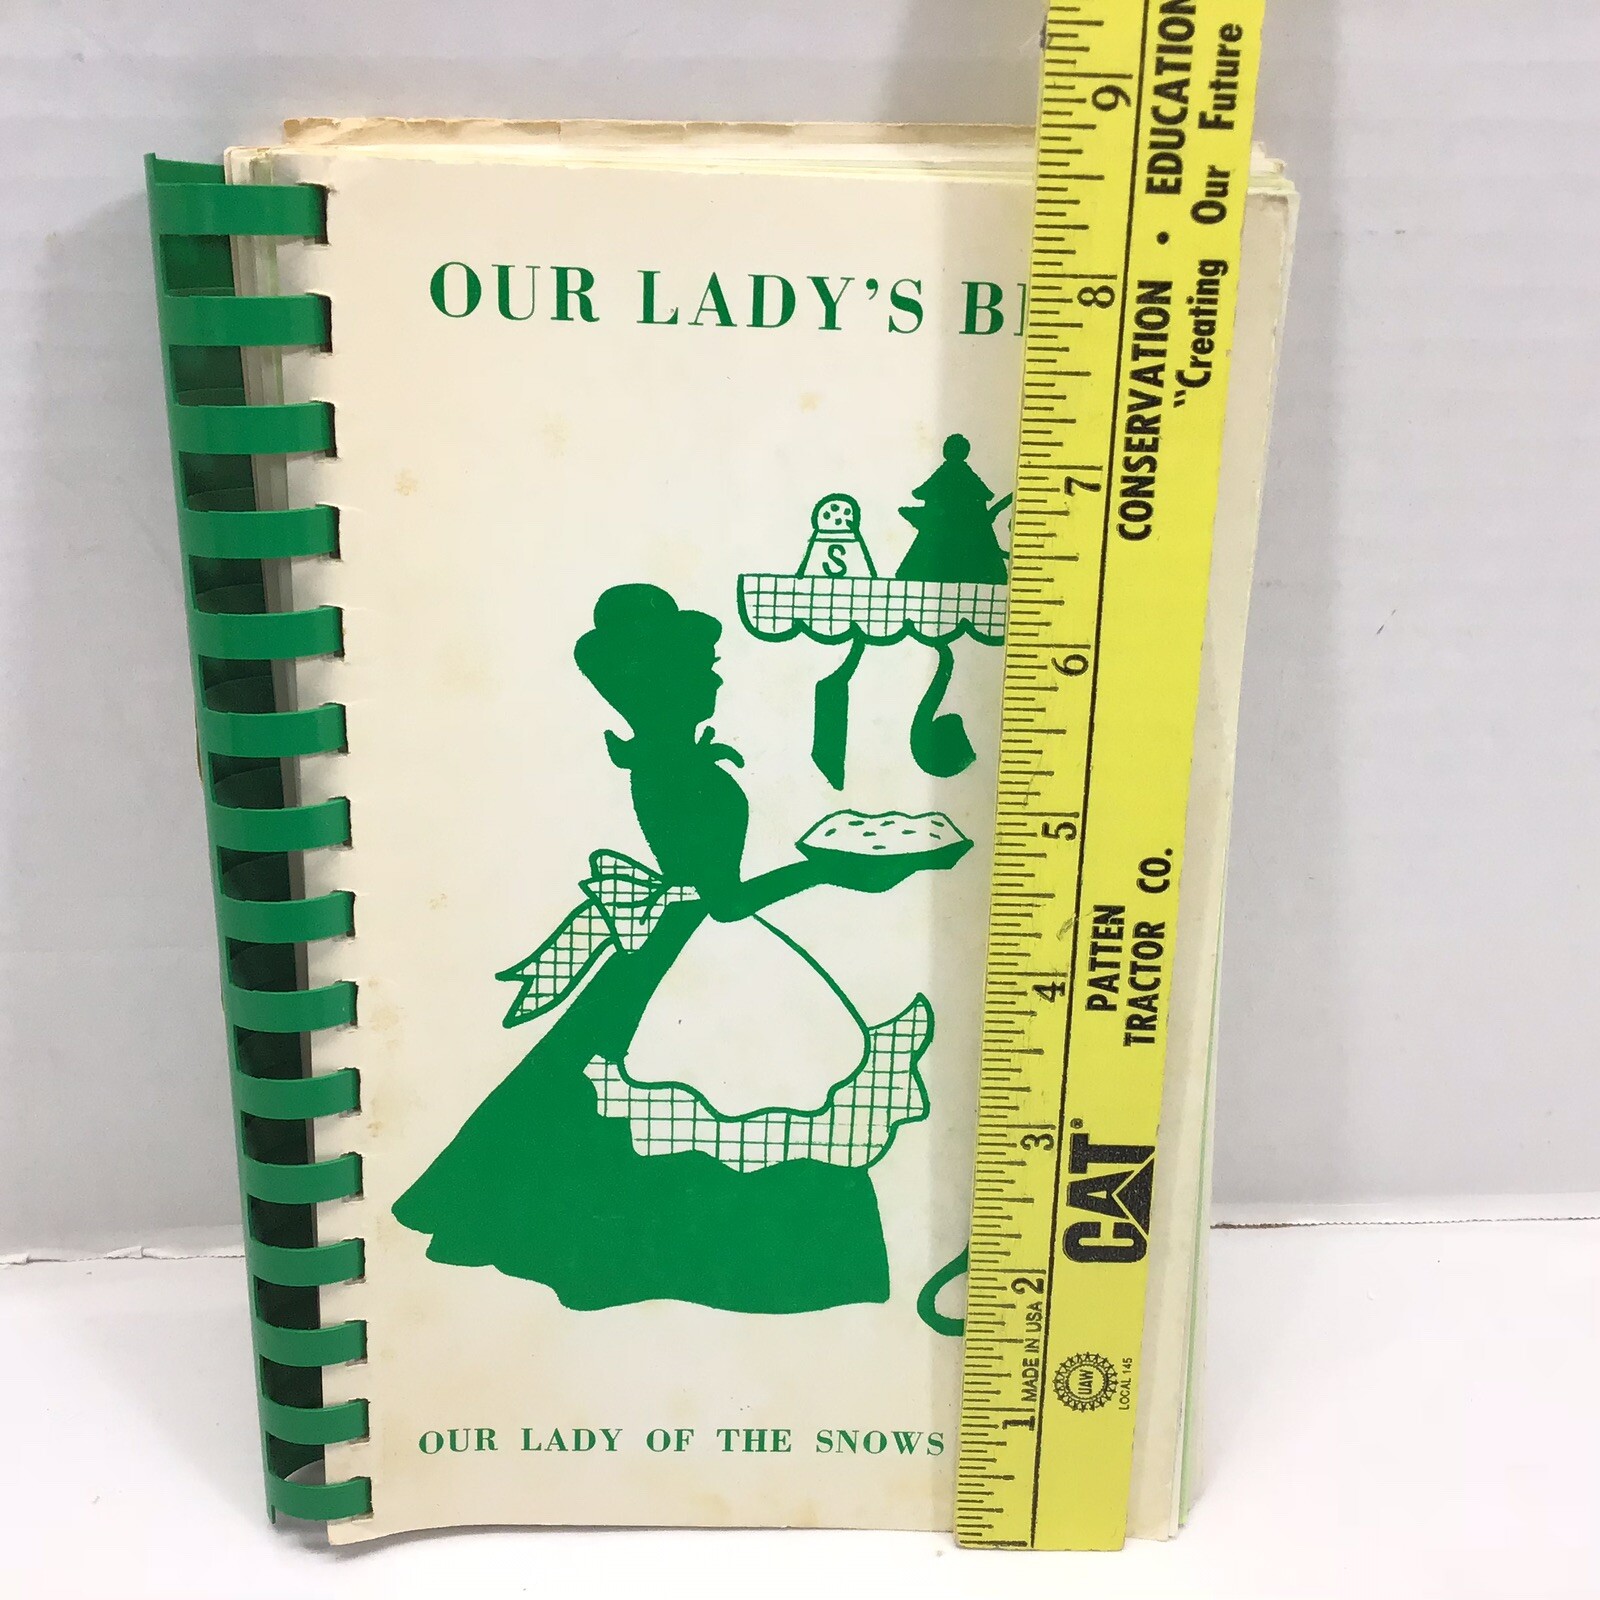 OUR LADY'S
S
OUR LADY OF THE SNOWS
9
8
7
6
5
4
3
2
1
CONSERVATION • EDUCATION
"Creating Our Future
PATTEN
TRACTOR CO.
CAT®
MADE IN USA
UAW
LOCAL 145